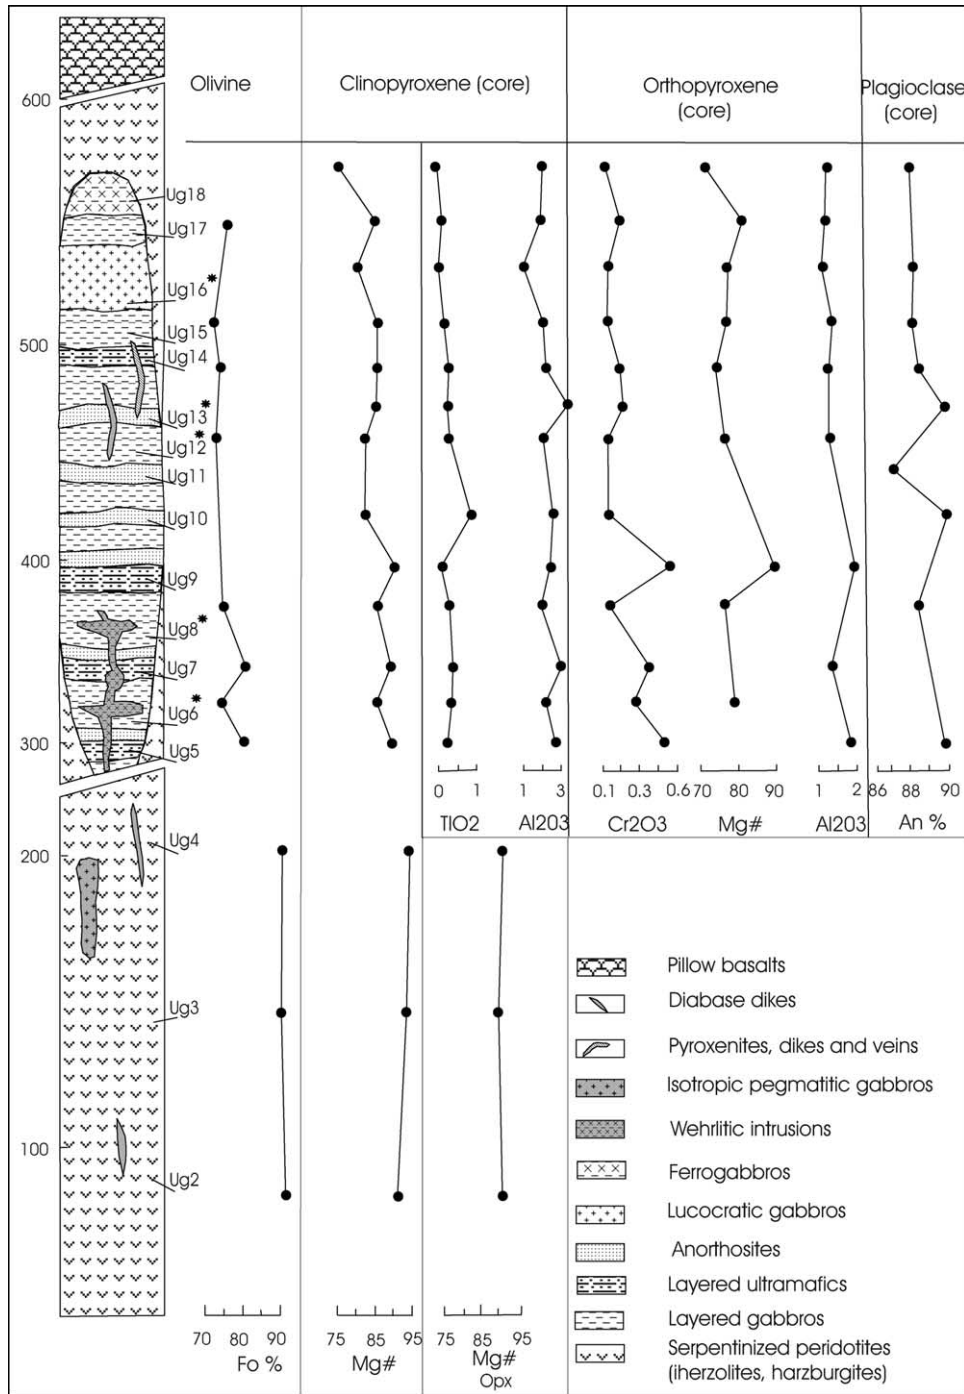 Olivine
Clinopyroxene (core)
Orthopyroxene
(core)
Plagioclase
(core)
600
500
400
300
200
100
Ug18
Ug17
Ug16 *
Ug15
Ug14
*
Ug13
*
Ug12
Ug11
Ug10
Ug9
*
Ug8
Ug7
*
Ug6
Ug5
Ug4
Ug3
Ug2
0 1
1 3
0.1 0.3 0.6
70 80 90
1 2
86 88 90
TIO2
Al203
Cr2O3
Mg#
Al203
An %
70 80 90
Fo %
75 85 95
Mg#
75 85 95
Mg#
Opx
Pillow basalts
Diabase dikes
Pyroxenites, dikes and veins
Isotropic pegmatitic gabbros
Wehrlitic intrusions
Ferrogabbros
Lucocratic gabbros
Anorthosites
Layered ultramafics
Layered gabbros
Serpentinized peridotites
(iherzolites, harzburgites)